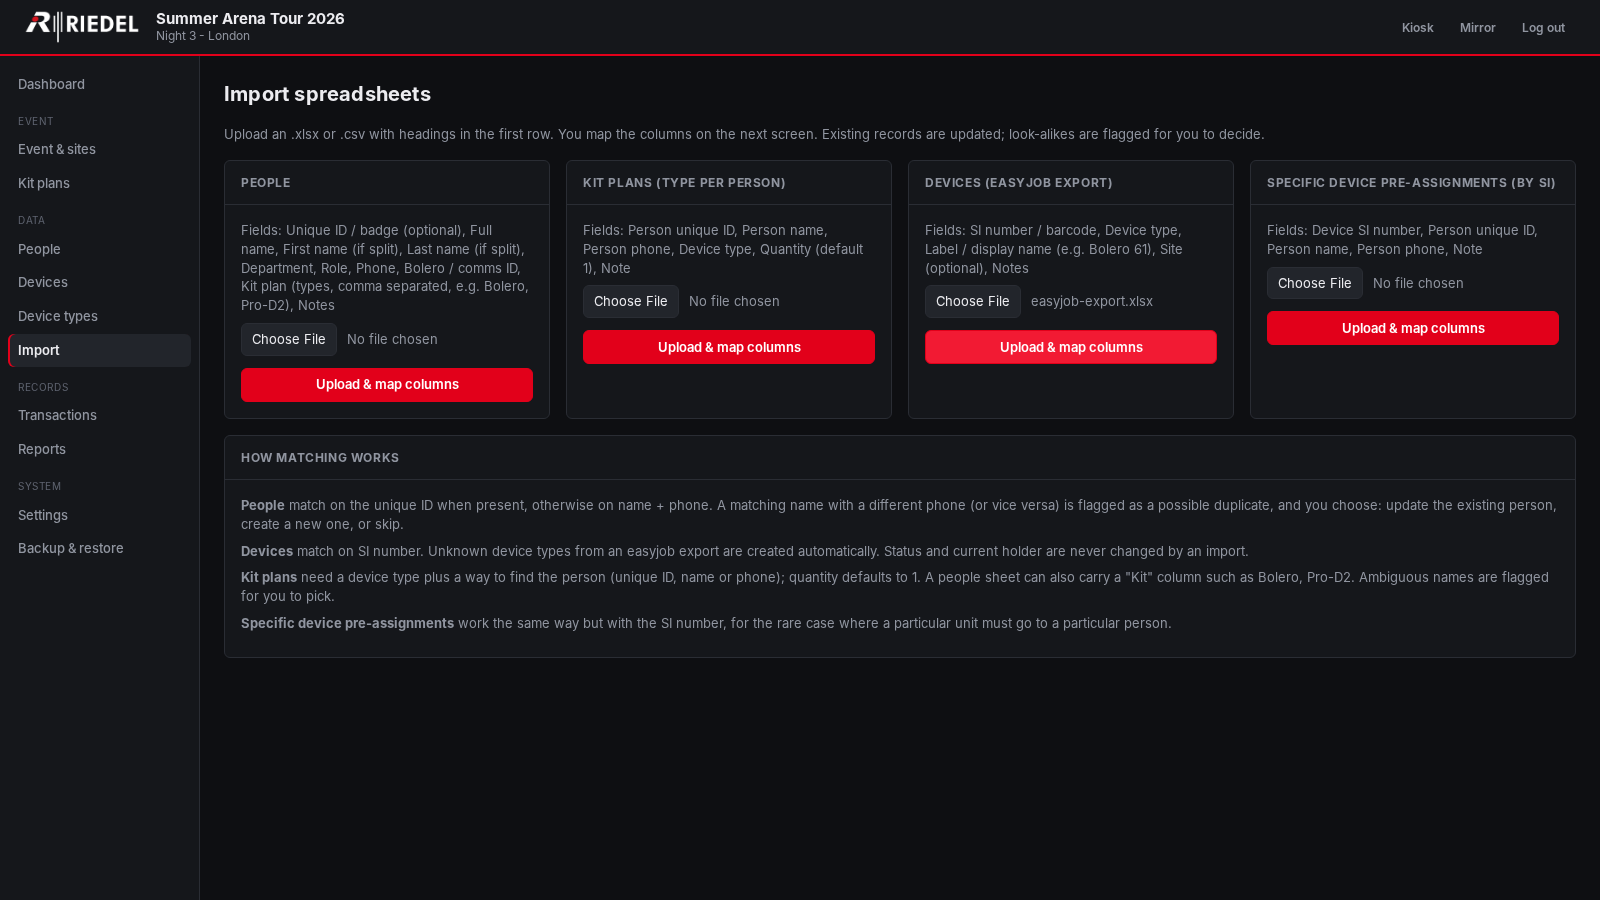 RIEDEL
Summer Arena Tour 2026
Night 3 - London
Kiosk
Mirror
Log out
Dashboard
EVENT
Event & sites
Kit plans
DATA
People
Devices
Device types
Import
RECORDS
Transactions
Reports
SYSTEM
Settings
Backup & restore
Import spreadsheets
Upload an .xlsx or .csv with headings in the first row. You map the columns on the next screen. Existing records are updated; look-alikes are flagged for you to decide.
PEOPLE
Fields: Unique ID / badge (optional), Full
name, First name (if split), Last name (if split),
Department, Role, Phone, Bolero / comms ID,
Kit plan (types, comma separated, e.g. Bolero,
Pro-D2), Notes
Choose File No file chosen
Upload & map columns
KIT PLANS (TYPE PER PERSON)
Fields: Person unique ID, Person name,
Person phone, Device type, Quantity (default
1), Note
Choose File No file chosen
Upload & map columns
DEVICES (EASYJOB EXPORT)
Fields: SI number / barcode, Device type,
Label / display name (e.g. Bolero 61), Site
(optional), Notes
Choose File easyjob-export.xlsx
Upload & map columns
SPECIFIC DEVICE PRE-ASSIGNMENTS (BY SI)
Fields: Device SI number, Person unique ID,
Person name, Person phone, Note
Choose File No file chosen
Upload & map columns
HOW MATCHING WORKS
People match on the unique ID when present, otherwise on name + phone. A matching name with a different phone (or vice versa) is flagged as a possible duplicate, and you choose: update the existing person,
create a new one, or skip.
Devices match on SI number. Unknown device types from an easyjob export are created automatically. Status and current holder are never changed by an import.
Kit plans need a device type plus a way to find the person (unique ID, name or phone); quantity defaults to 1. A people sheet can also carry a "Kit" column such as Bolero, Pro-D2. Ambiguous names are flagged
for you to pick.
Specific device pre-assignments work the same way but with the SI number, for the rare case where a particular unit must go to a particular person.